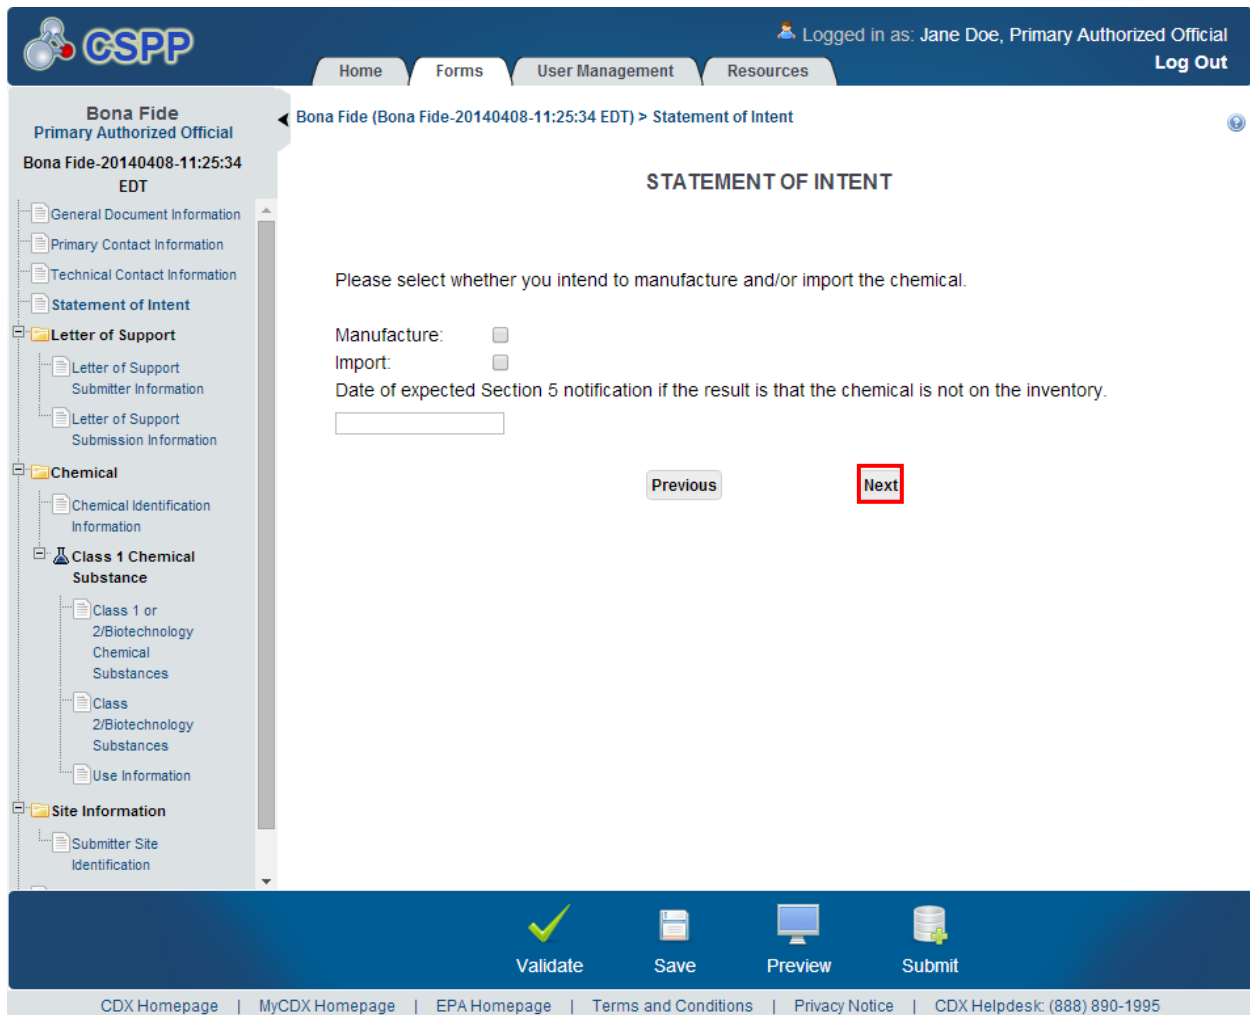 CSPP
Logged in as: Jane Doe, Primary Authorized Official
Log Out
Home
Forms
User Management
Resources
Bona Fide
Primary Authorized Official
Bona Fide-20140408-11:25:34
EDT
General Document Information
Primary Contact Information
Technical Contact Information
Statement of Intent
Letter of Support
Letter of Support
Submitter Information
Letter of Support
Submission Information
Chemical
Chemical Identification
Information
Class 1 Chemical
Substance
Class 1 or
2/Biotechnology
Chemical
Substances
Class
2/Biotechnology
Substances
Use Information
Site Information
Submitter Site
Identification
Bona Fide (Bona Fide-20140408-11:25:34 EDT) > Statement of Intent
STATEMENT OF INTENT
Please select whether you intend to manufacture and/or import the chemical.
Manufacture:
Import:
Date of expected Section 5 notification if the result is that the chemical is not on the inventory.
Previous
Next
Validate
Save
Preview
Submit
CDX Homepage | MyCDX Homepage | EPA Homepage | Terms and Conditions | Privacy Notice | CDX Helpdesk: (888) 890-1995